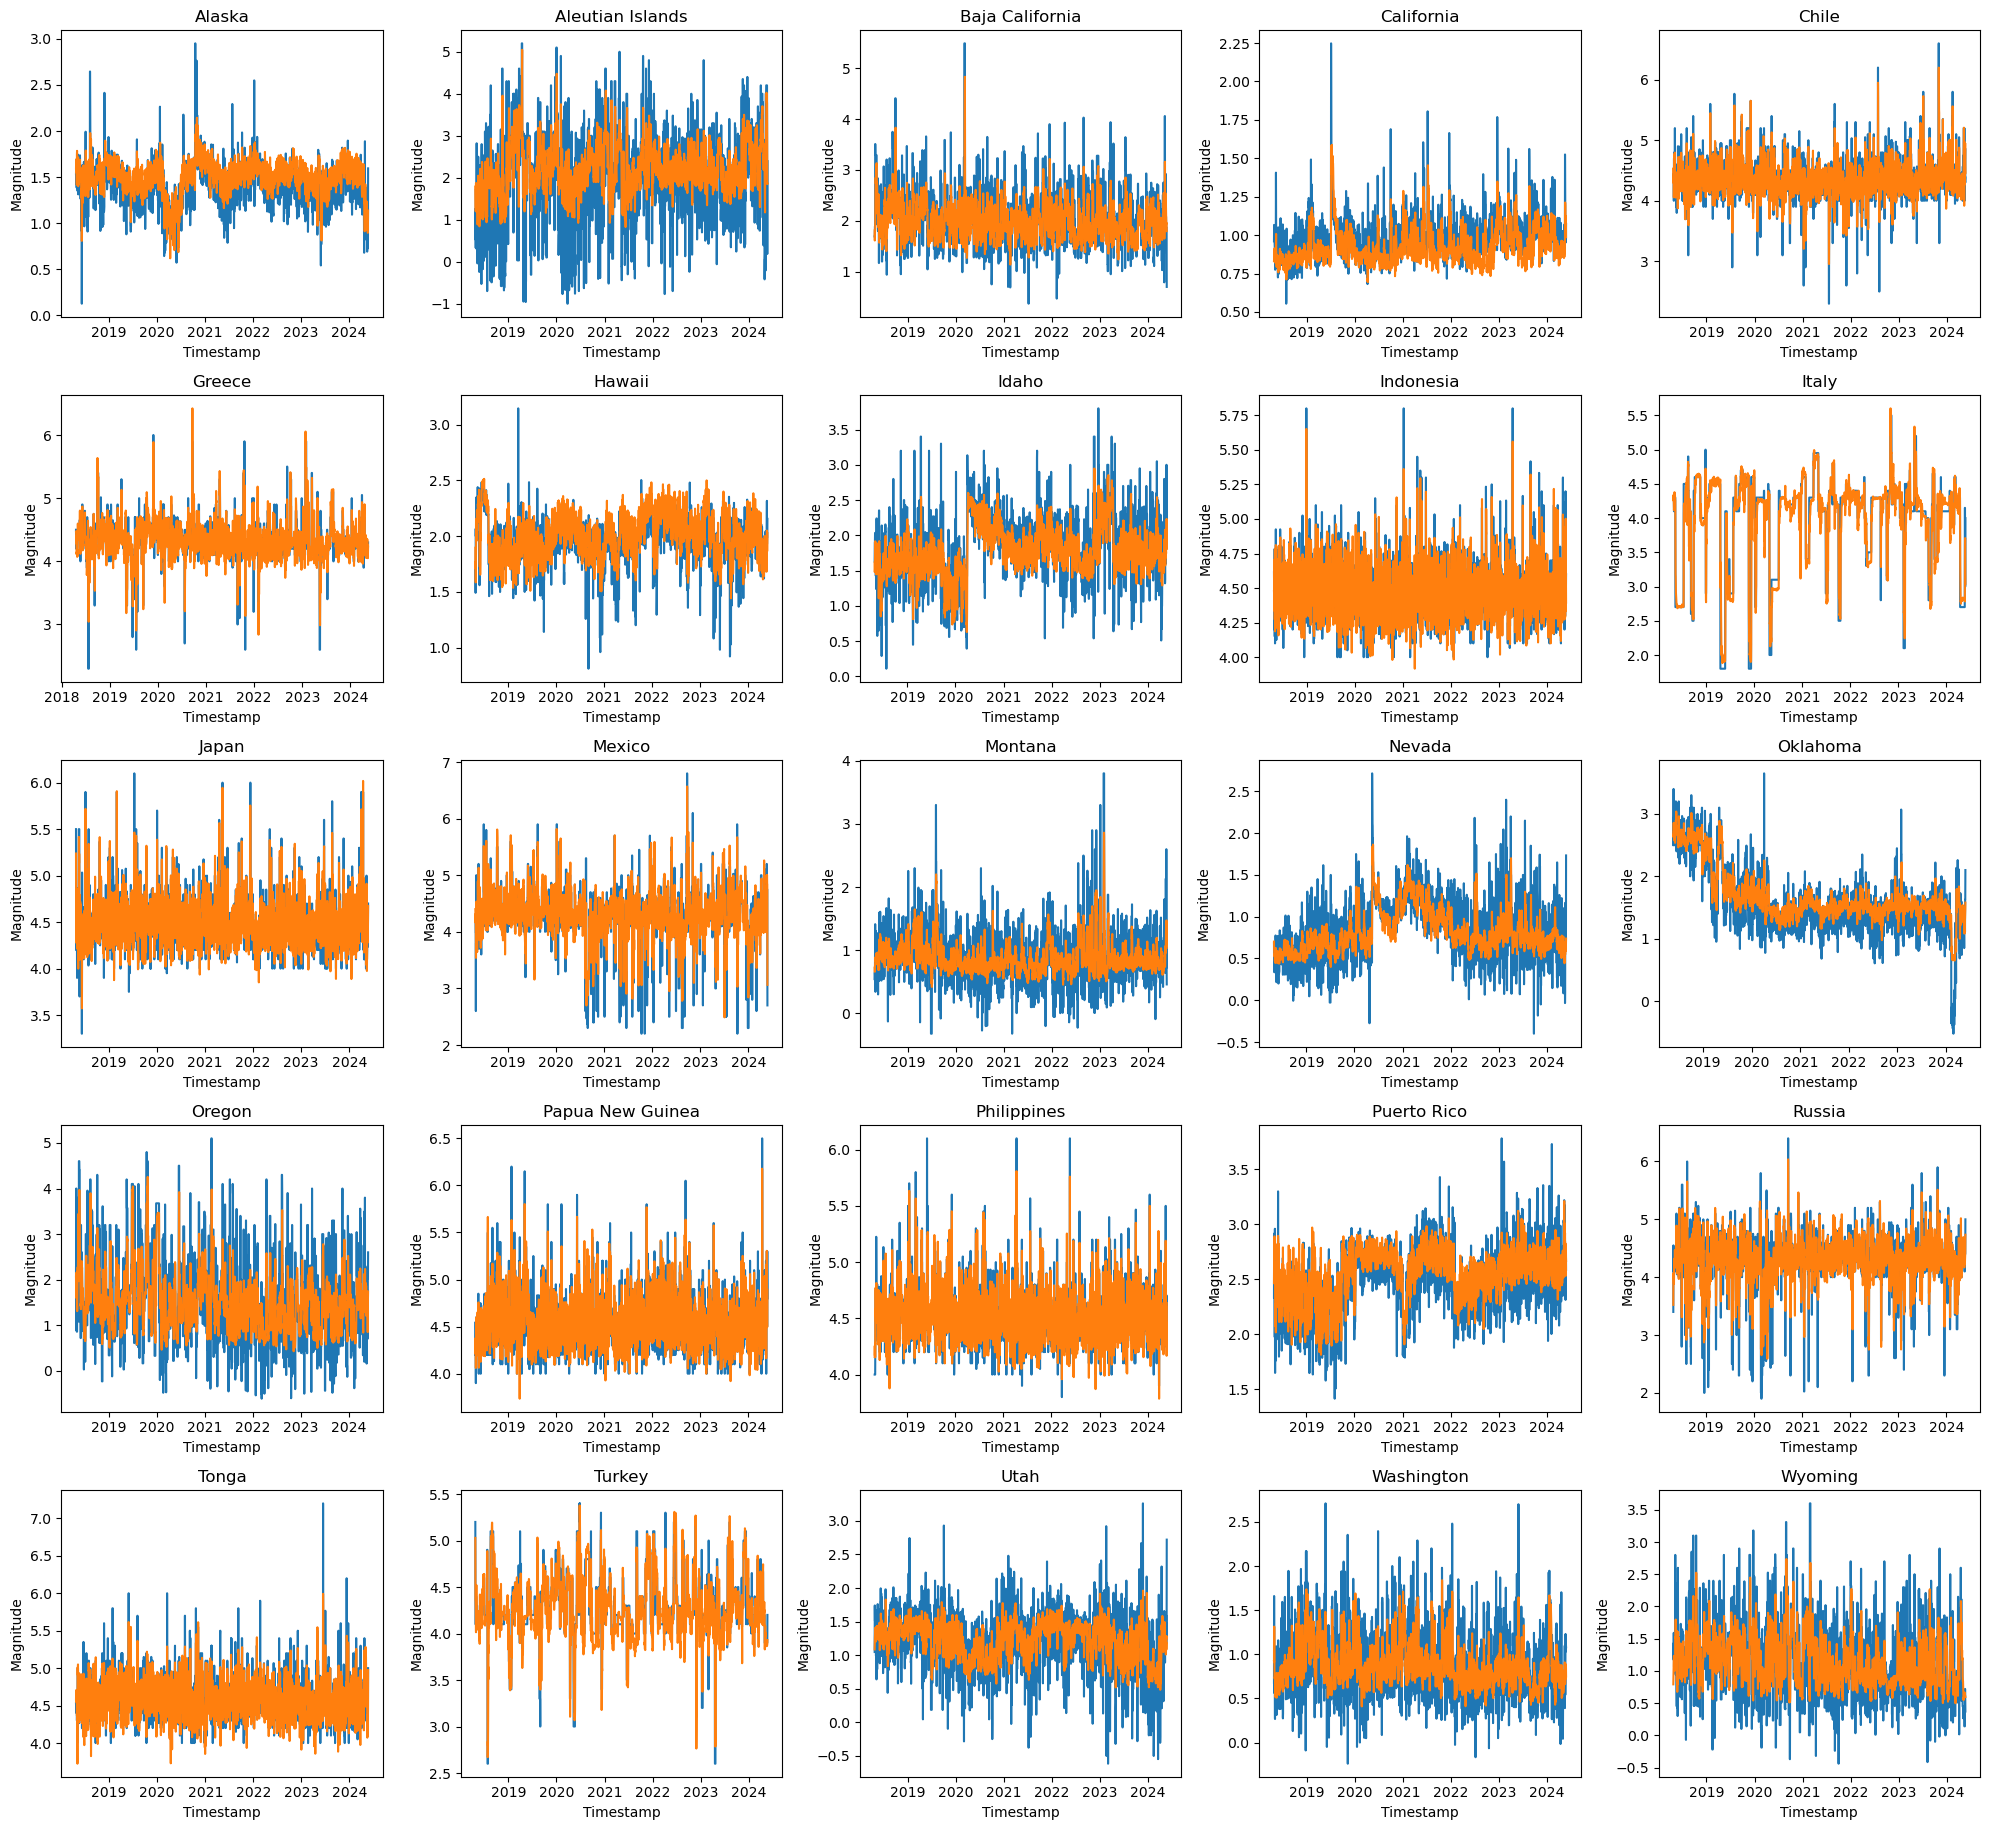 Alaska
3.0
2.5
2.0
1.5
1.0
0.5
0.0
Magnitude
2019 2020 2021 2022 2023 2024
Timestamp
Aleutian Islands
5
4
3
2
1
0
−1
Magnitude
2019 2020 2021 2022 2023 2024
Timestamp
Baja California
5
4
3
2
1
Magnitude
2019 2020 2021 2022 2023 2024
Timestamp
California
2.25
2.00
1.75
1.50
1.25
1.00
0.75
0.50
Magnitude
2019 2020 2021 2022 2023 2024
Timestamp
Chile
6
5
4
3
Magnitude
2019 2020 2021 2022 2023 2024
Timestamp
Greece
6
5
4
3
Magnitude
2018 2019 2020 2021 2022 2023 2024
Timestamp
Hawaii
3.0
2.5
2.0
1.5
1.0
Magnitude
2019 2020 2021 2022 2023 2024
Timestamp
Idaho
3.5
3.0
2.5
2.0
1.5
1.0
0.5
0.0
Magnitude
2019 2020 2021 2022 2023 2024
Timestamp
Indonesia
5.75
5.50
5.25
5.00
4.75
4.50
4.25
4.00
Magnitude
2019 2020 2021 2022 2023 2024
Timestamp
Italy
5.5
5.0
4.5
4.0
3.5
3.0
2.5
2.0
Magnitude
2019 2020 2021 2022 2023 2024
Timestamp
Japan
6.0
5.5
5.0
4.5
4.0
3.5
Magnitude
2019 2020 2021 2022 2023 2024
Timestamp
Mexico
7
6
5
4
3
2
Magnitude
2019 2020 2021 2022 2023 2024
Timestamp
Montana
4
3
2
1
0
Magnitude
2019 2020 2021 2022 2023 2024
Timestamp
Nevada
2.5
2.0
1.5
1.0
0.5
0.0
−0.5
Magnitude
2019 2020 2021 2022 2023 2024
Timestamp
Oklahoma
3
2
1
0
Magnitude
2019 2020 2021 2022 2023 2024
Timestamp
Oregon
5
4
3
2
1
0
Magnitude
2019 2020 2021 2022 2023 2024
Timestamp
Papua New Guinea
6.5
6.0
5.5
5.0
4.5
4.0
Magnitude
2019 2020 2021 2022 2023 2024
Timestamp
Philippines
6.0
5.5
5.0
4.5
4.0
Magnitude
2019 2020 2021 2022 2023 2024
Timestamp
Puerto Rico
3.5
3.0
2.5
2.0
1.5
Magnitude
2019 2020 2021 2022 2023 2024
Timestamp
Russia
6
5
4
3
2
Magnitude
2019 2020 2021 2022 2023 2024
Timestamp
Tonga
7.0
6.5
6.0
5.5
5.0
4.5
4.0
Magnitude
2019 2020 2021 2022 2023 2024
Timestamp
Turkey
5.5
5.0
4.5
4.0
3.5
3.0
2.5
Magnitude
2019 2020 2021 2022 2023 2024
Timestamp
Utah
3.0
2.5
2.0
1.5
1.0
0.5
0.0
−0.5
Magnitude
2019 2020 2021 2022 2023 2024
Timestamp
Washington
2.5
2.0
1.5
1.0
0.5
0.0
Magnitude
2019 2020 2021 2022 2023 2024
Timestamp
Wyoming
3.5
3.0
2.5
2.0
1.5
1.0
0.5
0.0
−0.5
Magnitude
2019 2020 2021 2022 2023 2024
Timestamp